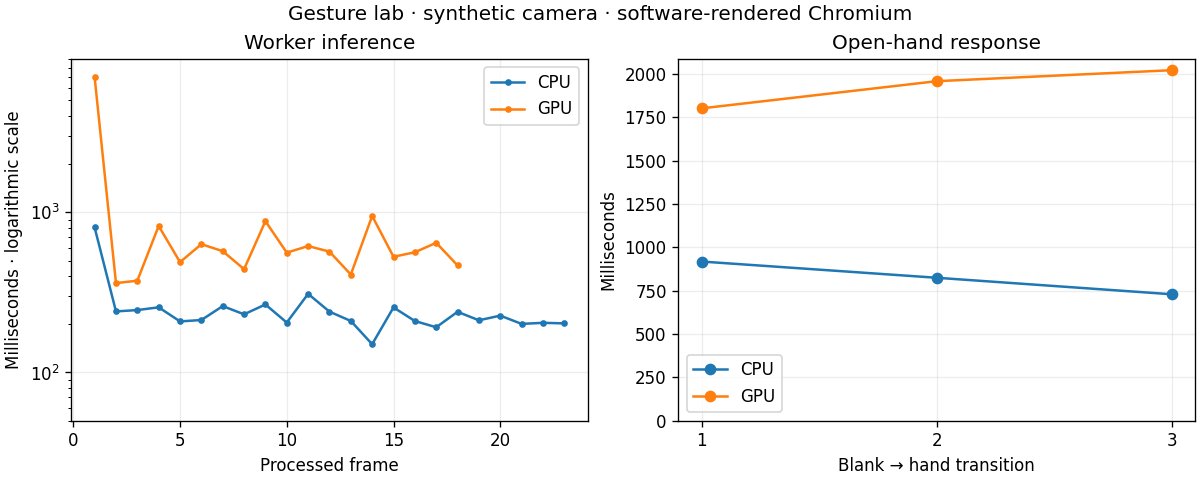 Gesture lab · synthetic camera · software-rendered Chromium
Worker inference
Milliseconds · logarithmic scale
10³
10²
0 5 10 15 20
Processed frame
CPU
GPU
Open-hand response
Milliseconds
2000
1750
1500
1250
1000
750
500
250
0
1 2 3
Blank → hand transition
CPU
GPU